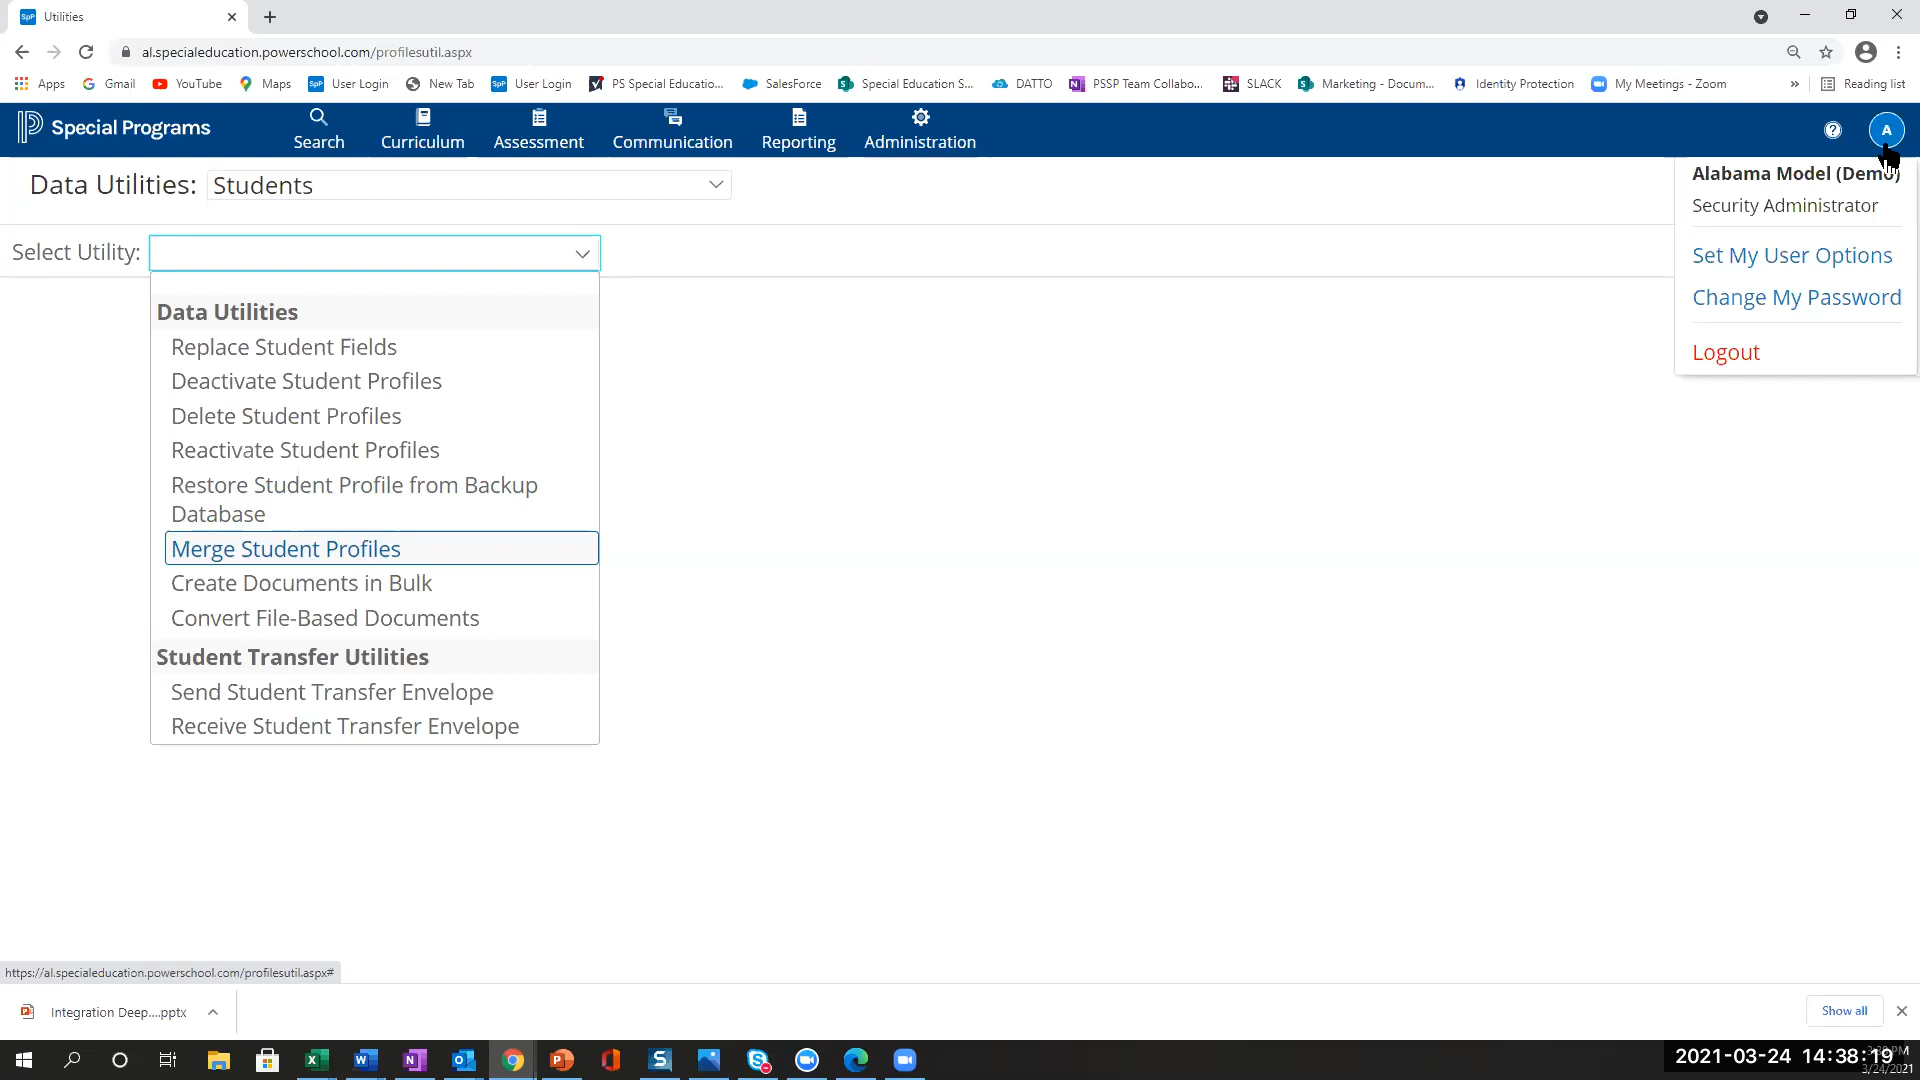 Utilities
al.specialeducation.powerschool.com/profilesutil.aspx
Apps Gmail YouTube Maps User Login New Tab User Login PS Special Educatio... SalesForce Special Education S... DATTO PSSP Team Collabo... SLACK Marketing - Docum... Identity Protection My Meetings - Zoom » Reading list
Special Programs Search Curriculum Assessment Communication Reporting Administration A
Data Utilities: Students
Alabama Model (Demo)
Security Administrator
Set My User Options
Change My Password
Logout
Select Utility:
Data Utilities
Replace Student Fields
Deactivate Student Profiles
Delete Student Profiles
Reactivate Student Profiles
Restore Student Profile from Backup
Database
Merge Student Profiles
Create Documents in Bulk
Convert File-Based Documents
Student Transfer Utilities
Send Student Transfer Envelope
Receive Student Transfer Envelope
https://al.specialeducation.powerschool.com/profilesutil.aspx#
Integration Deep....pptx Show all
2021-03-24 14:38:19
3/24/2021